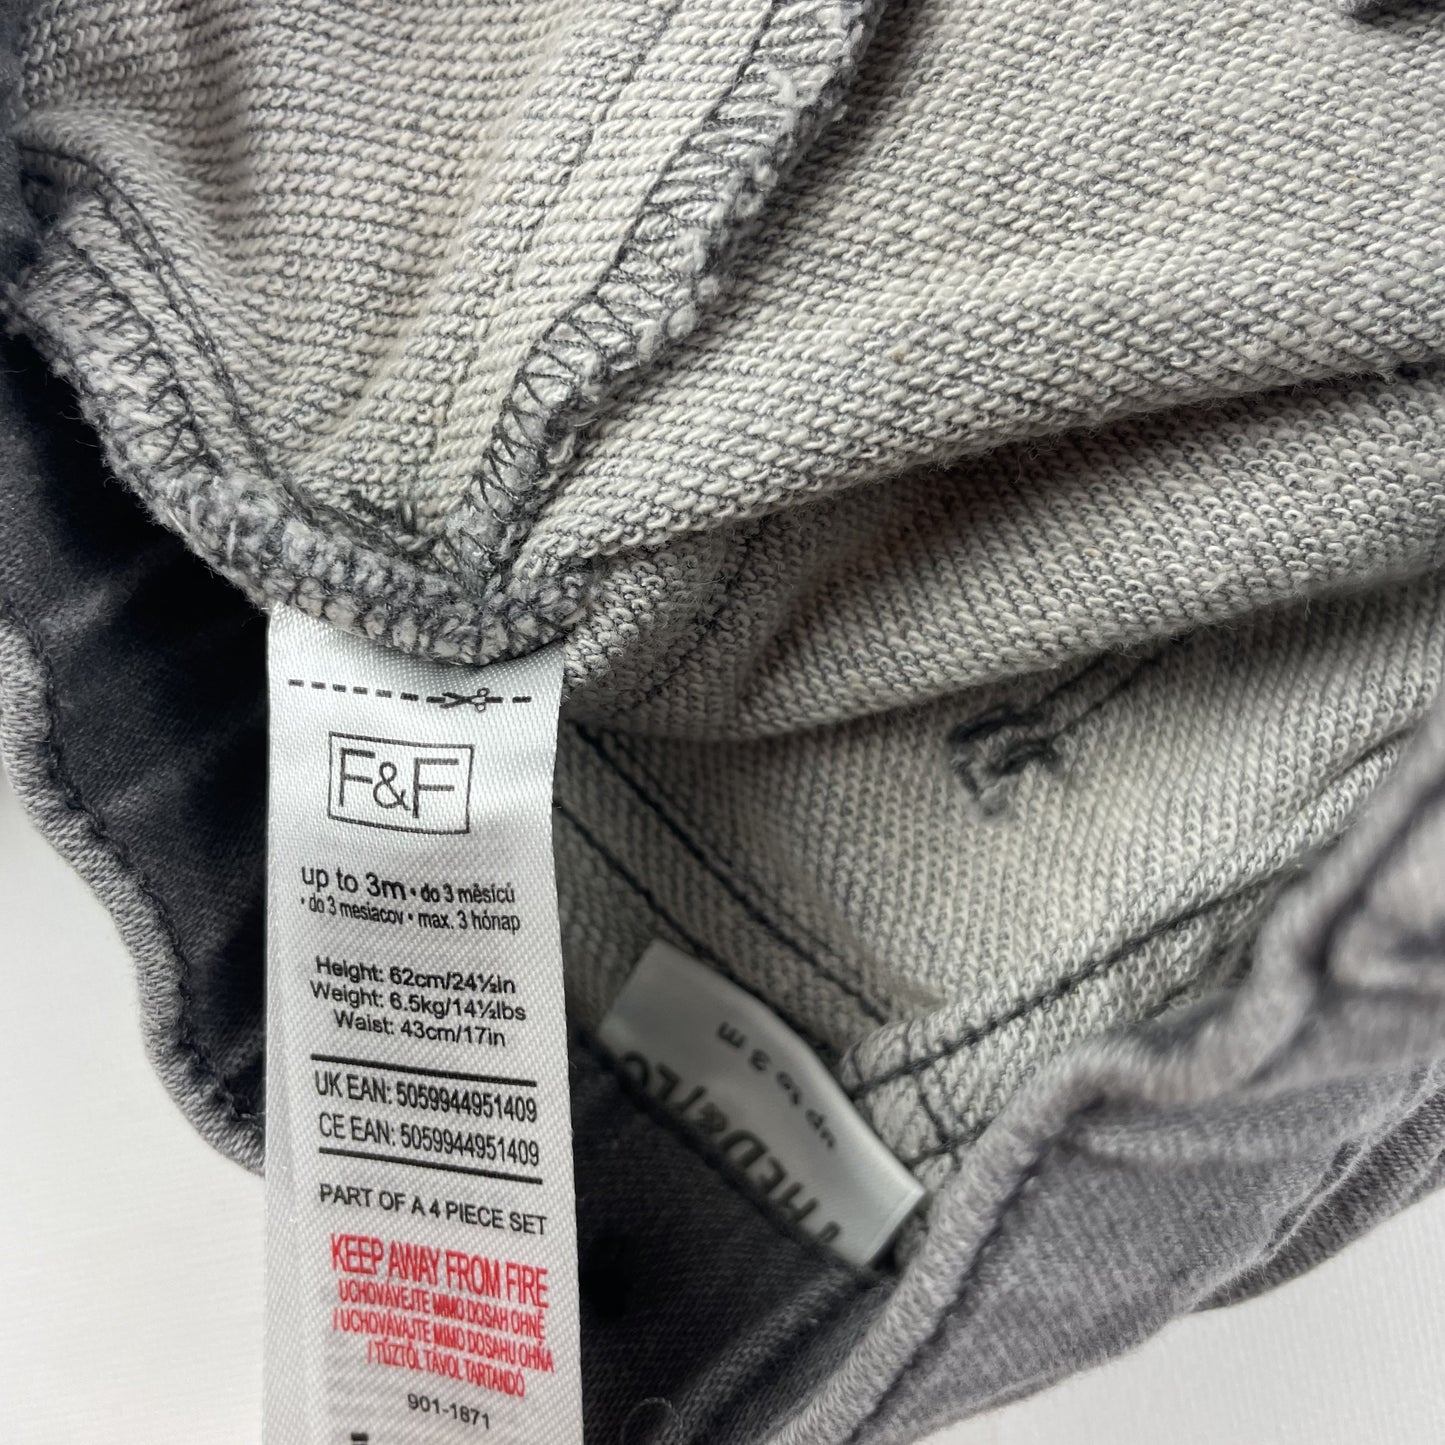 F&F
up to 3m • do 3 měsíců
• do 3 mesiacov • max. 3 hónap
Height: 62cm/24½in
Weight: 6.5kg/14½lbs
Waist: 43cm/17in
UK EAN: 5059944951409
CE EAN: 5059944951409
PART OF A 4 PIECE SET
KEEP AWAY FROM FIRE
UCHOVÁVEJTE MIMO DOSAH OHNĚ
/ UCHOVÁVAJTE MIMO DOSAHU OHŇA
/ TŰZTŐL TÁVOL TARTANDÓ
901-1871
up to 3 m